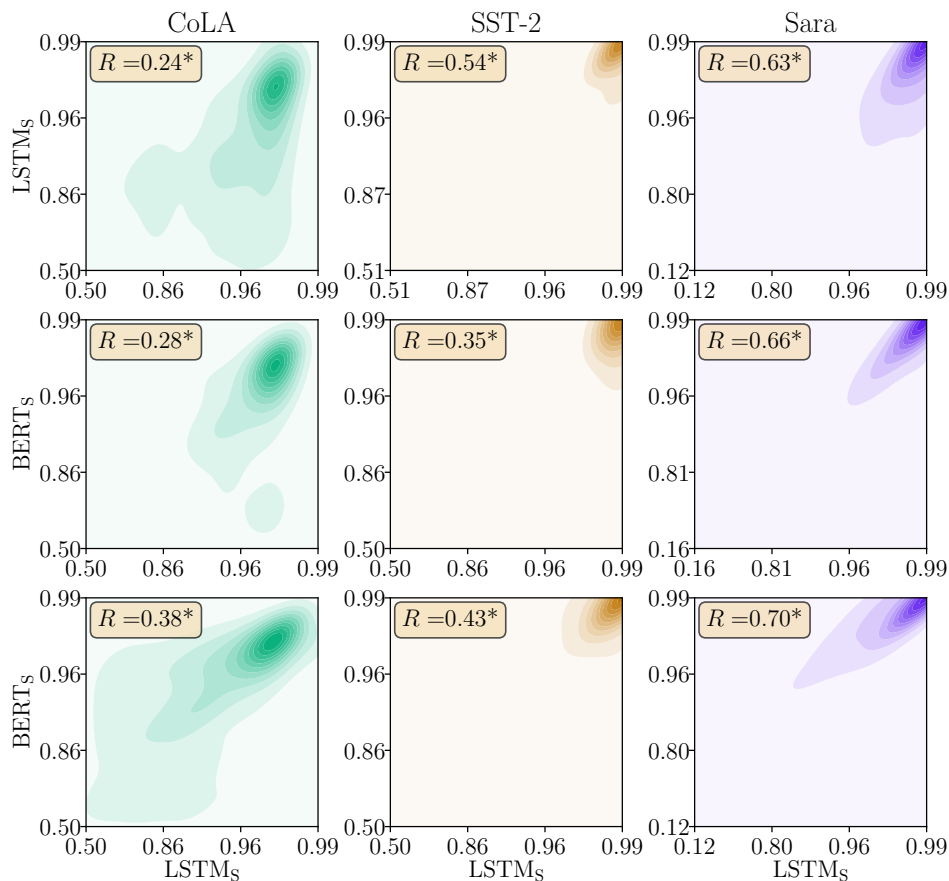 CoLA SST-2 Sara
R=0.24* R=0.54* R=0.63*
0.99 0.99 0.99
0.96 0.96 0.96
0.86 0.87 0.80
0.50 0.51 0.12
LSTM_S
0.50 0.86 0.96 0.99 0.51 0.87 0.96 0.99 0.12 0.80 0.96 0.99
R=0.28* R=0.35* R=0.66*
0.99 0.99 0.99
0.96 0.96 0.96
0.86 0.86 0.81
0.50 0.50 0.16
BERT_S
0.50 0.86 0.96 0.99 0.50 0.86 0.96 0.99 0.16 0.81 0.96 0.99
R=0.38* R=0.43* R=0.70*
0.99 0.99 0.99
0.96 0.96 0.96
0.86 0.86 0.80
0.50 0.50 0.12
BERT_S
0.50 0.86 0.96 0.99 0.50 0.86 0.96 0.99 0.12 0.80 0.96 0.99
LSTM_S LSTM_S LSTM_S